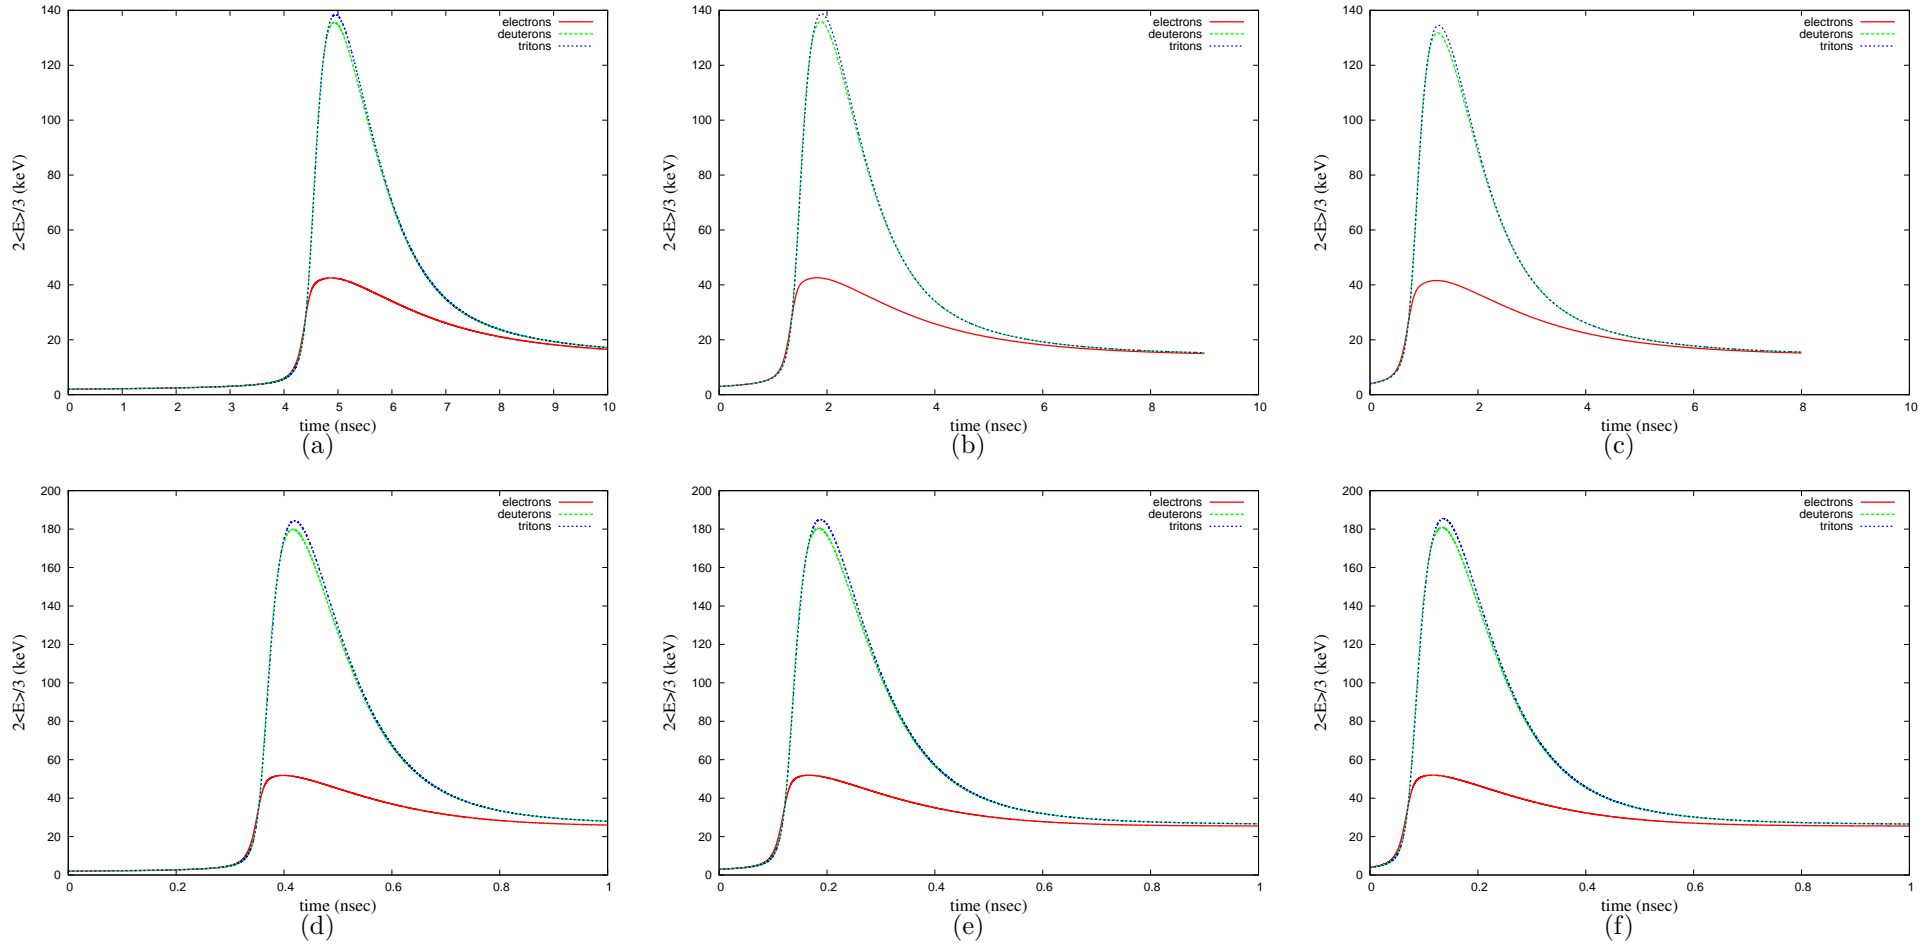 140
120
100
80
60
40
20
0
2<E>/3 (keV)
electrons
deuterons
tritons
0 1 2 3 4 5 6 7 8 9 10
time (nsec)
(a)
140
120
100
80
60
40
20
0
2<E>/3 (keV)
electrons
deuterons
tritons
0 2 4 6 8 10
time (nsec)
(b)
140
120
100
80
60
40
20
0
2<E>/3 (keV)
electrons
deuterons
tritons
0 2 4 6 8 10
time (nsec)
(c)
200
180
160
140
120
100
80
60
40
20
0
2<E>/3 (keV)
electrons
deuterons
tritons
0 0.2 0.4 0.6 0.8 1
time (nsec)
(d)
200
180
160
140
120
100
80
60
40
20
0
2<E>/3 (keV)
electrons
deuterons
tritons
0 0.2 0.4 0.6 0.8 1
time (nsec)
(e)
200
180
160
140
120
100
80
60
40
20
0
2<E>/3 (keV)
electrons
deuterons
tritons
0 0.2 0.4 0.6 0.8 1
time (nsec)
(f)